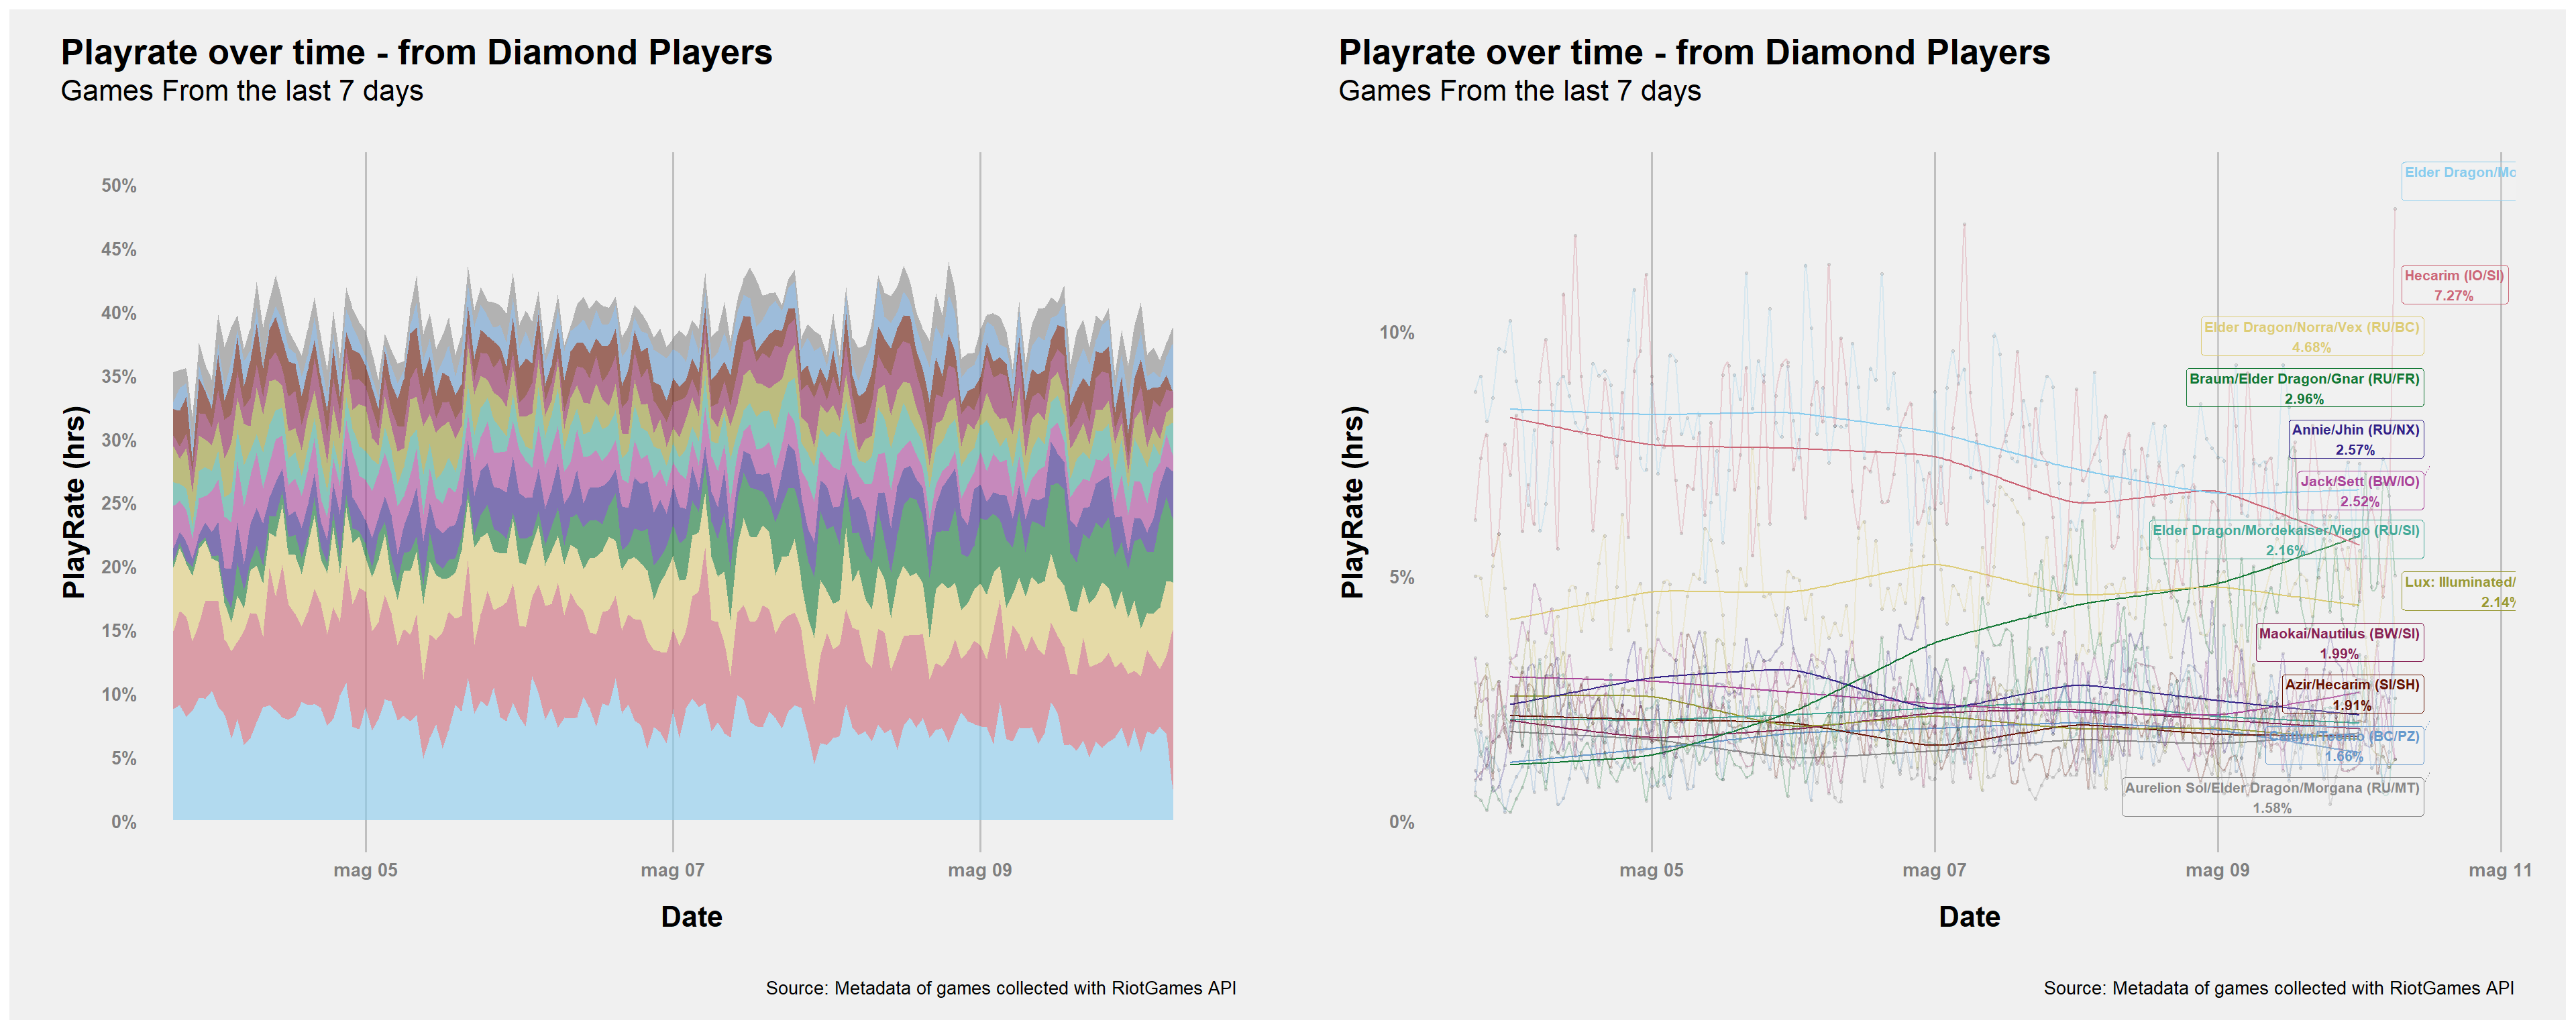 Playrate over time - from Diamond Players
Games From the last 7 days
50%
45%
40%
35%
30%
25%
20%
15%
10%
5%
0%
PlayRate (hrs)
mag 05
mag 07
mag 09
Date
Source: Metadata of games collected with RiotGames API
Playrate over time - from Diamond Players
Games From the last 7 days
10%
5%
0%
PlayRate (hrs)
Elder Dragon/Mo
Hecarim (IO/SI)
7.27%
Elder Dragon/Norra/Vex (RU/BC)
4.68%
Braum/Elder Dragon/Gnar (RU/FR)
2.96%
Annie/Jhin (RU/NX)
2.57%
Jack/Sett (BW/IO)
2.52%
Elder Dragon/Mordekaiser/Viego (RU/SI)
2.16%
Lux: Illuminated/
2.14%
Maokai/Nautilus (BW/SI)
1.99%
Azir/Hecarim (SI/SH)
1.91%
Caitlyn/Teemo (BC/PZ)
1.66%
Aurelion Sol/Elder Dragon/Morgana (RU/MT)
1.58%
mag 05
mag 07
mag 09
mag 11
Date
Source: Metadata of games collected with RiotGames API